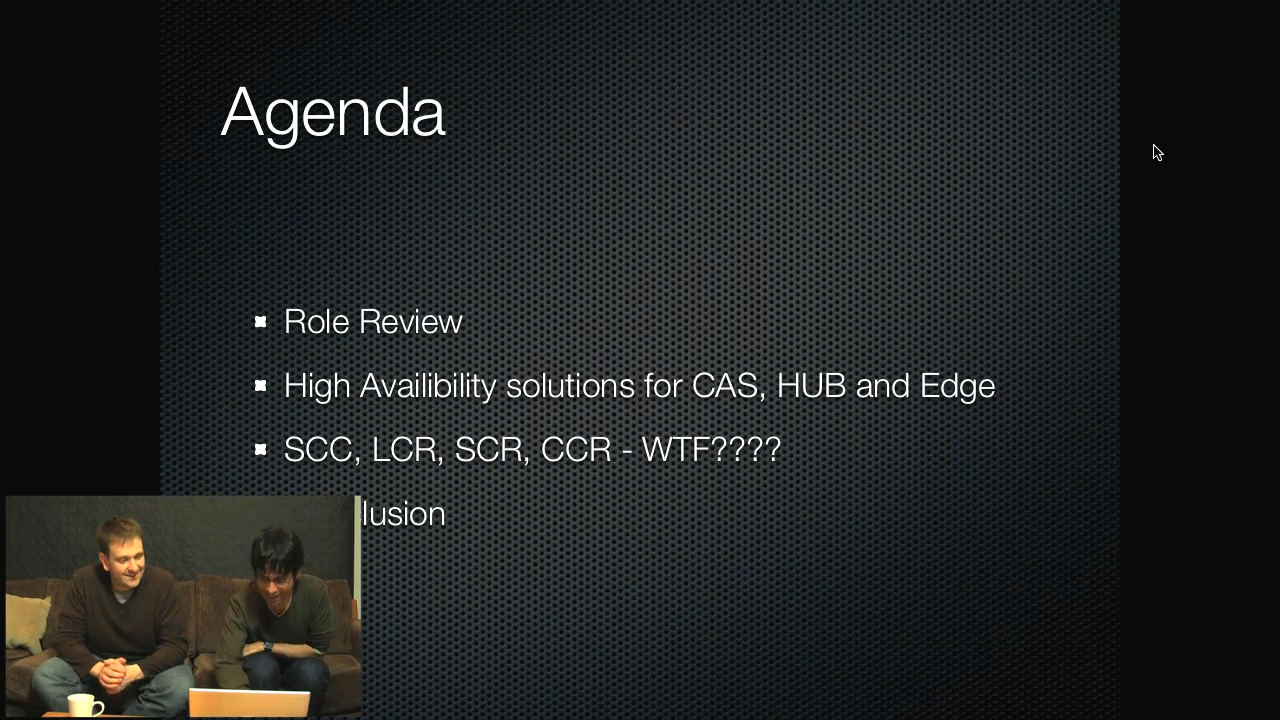 Agenda
Role Review
High Availibility solutions for CAS, HUB and Edge
SCC, LCR, SCR, CCR - WTF????
lusion